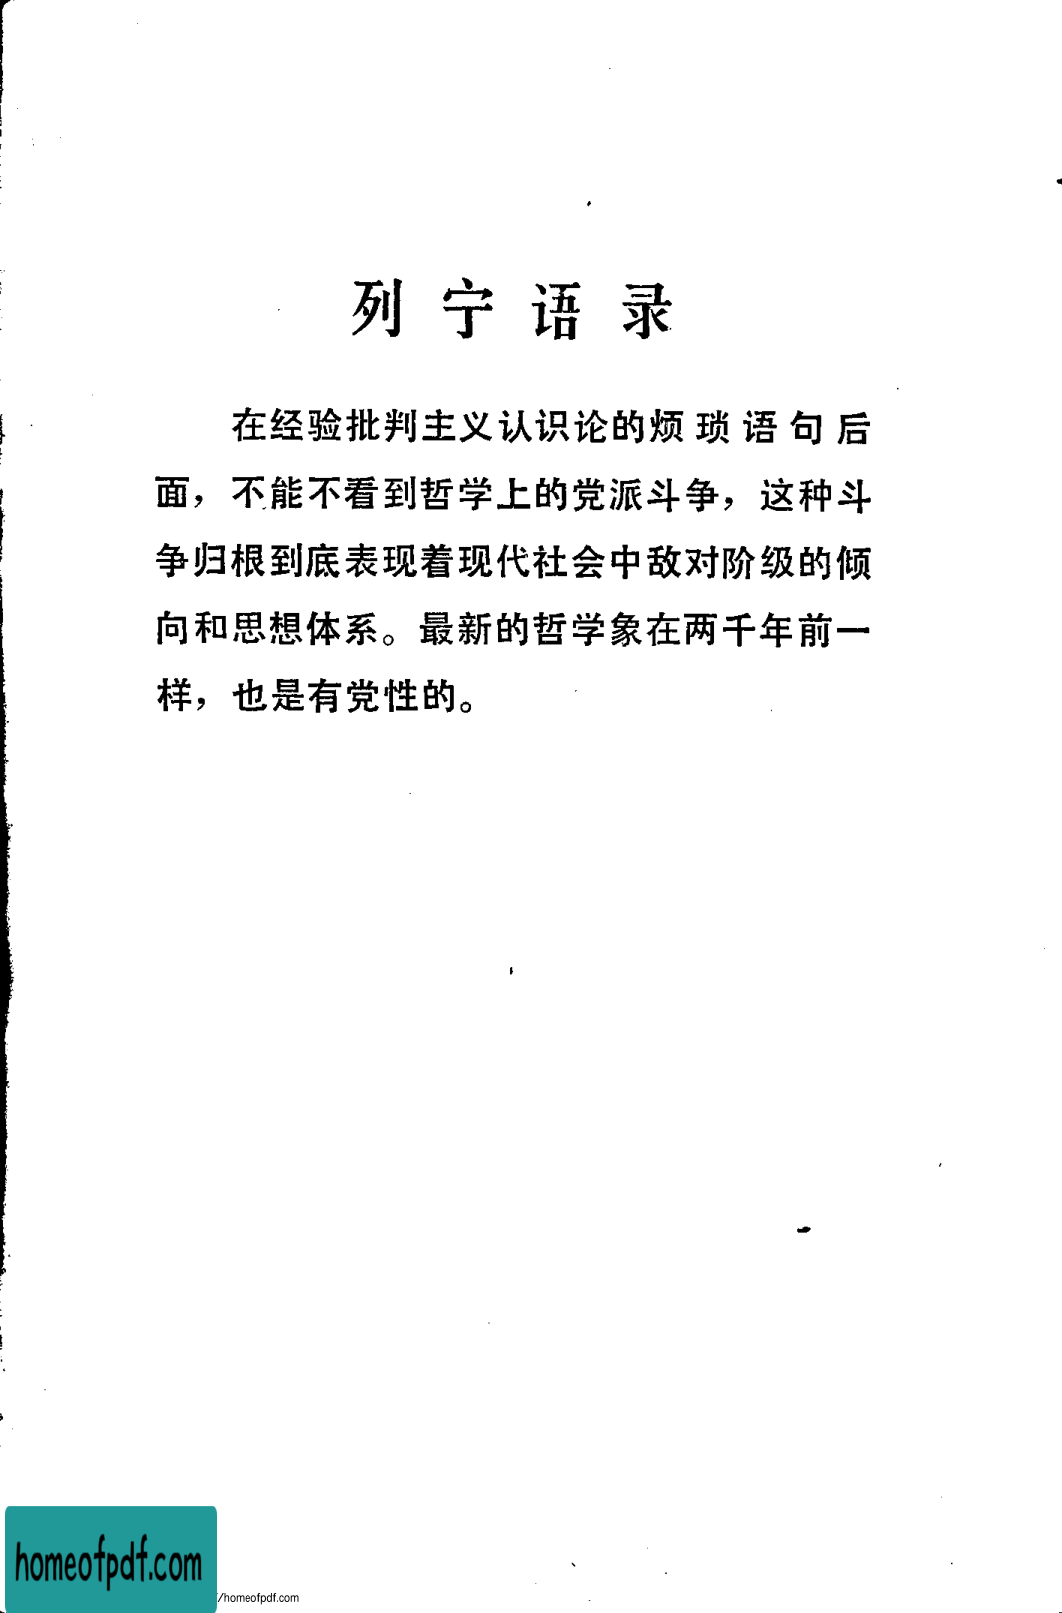 列宁语录
在经验批判主义认识论的烦琐语句后
面，不能不看到哲学上的党派斗争，这种斗
争归根到底表现着现代社会中敌对阶级的倾
向和思想体系。最新的哲学象在两千年前一
样，也是有党性的。
homeofpdf.com
/homeofpdf.com